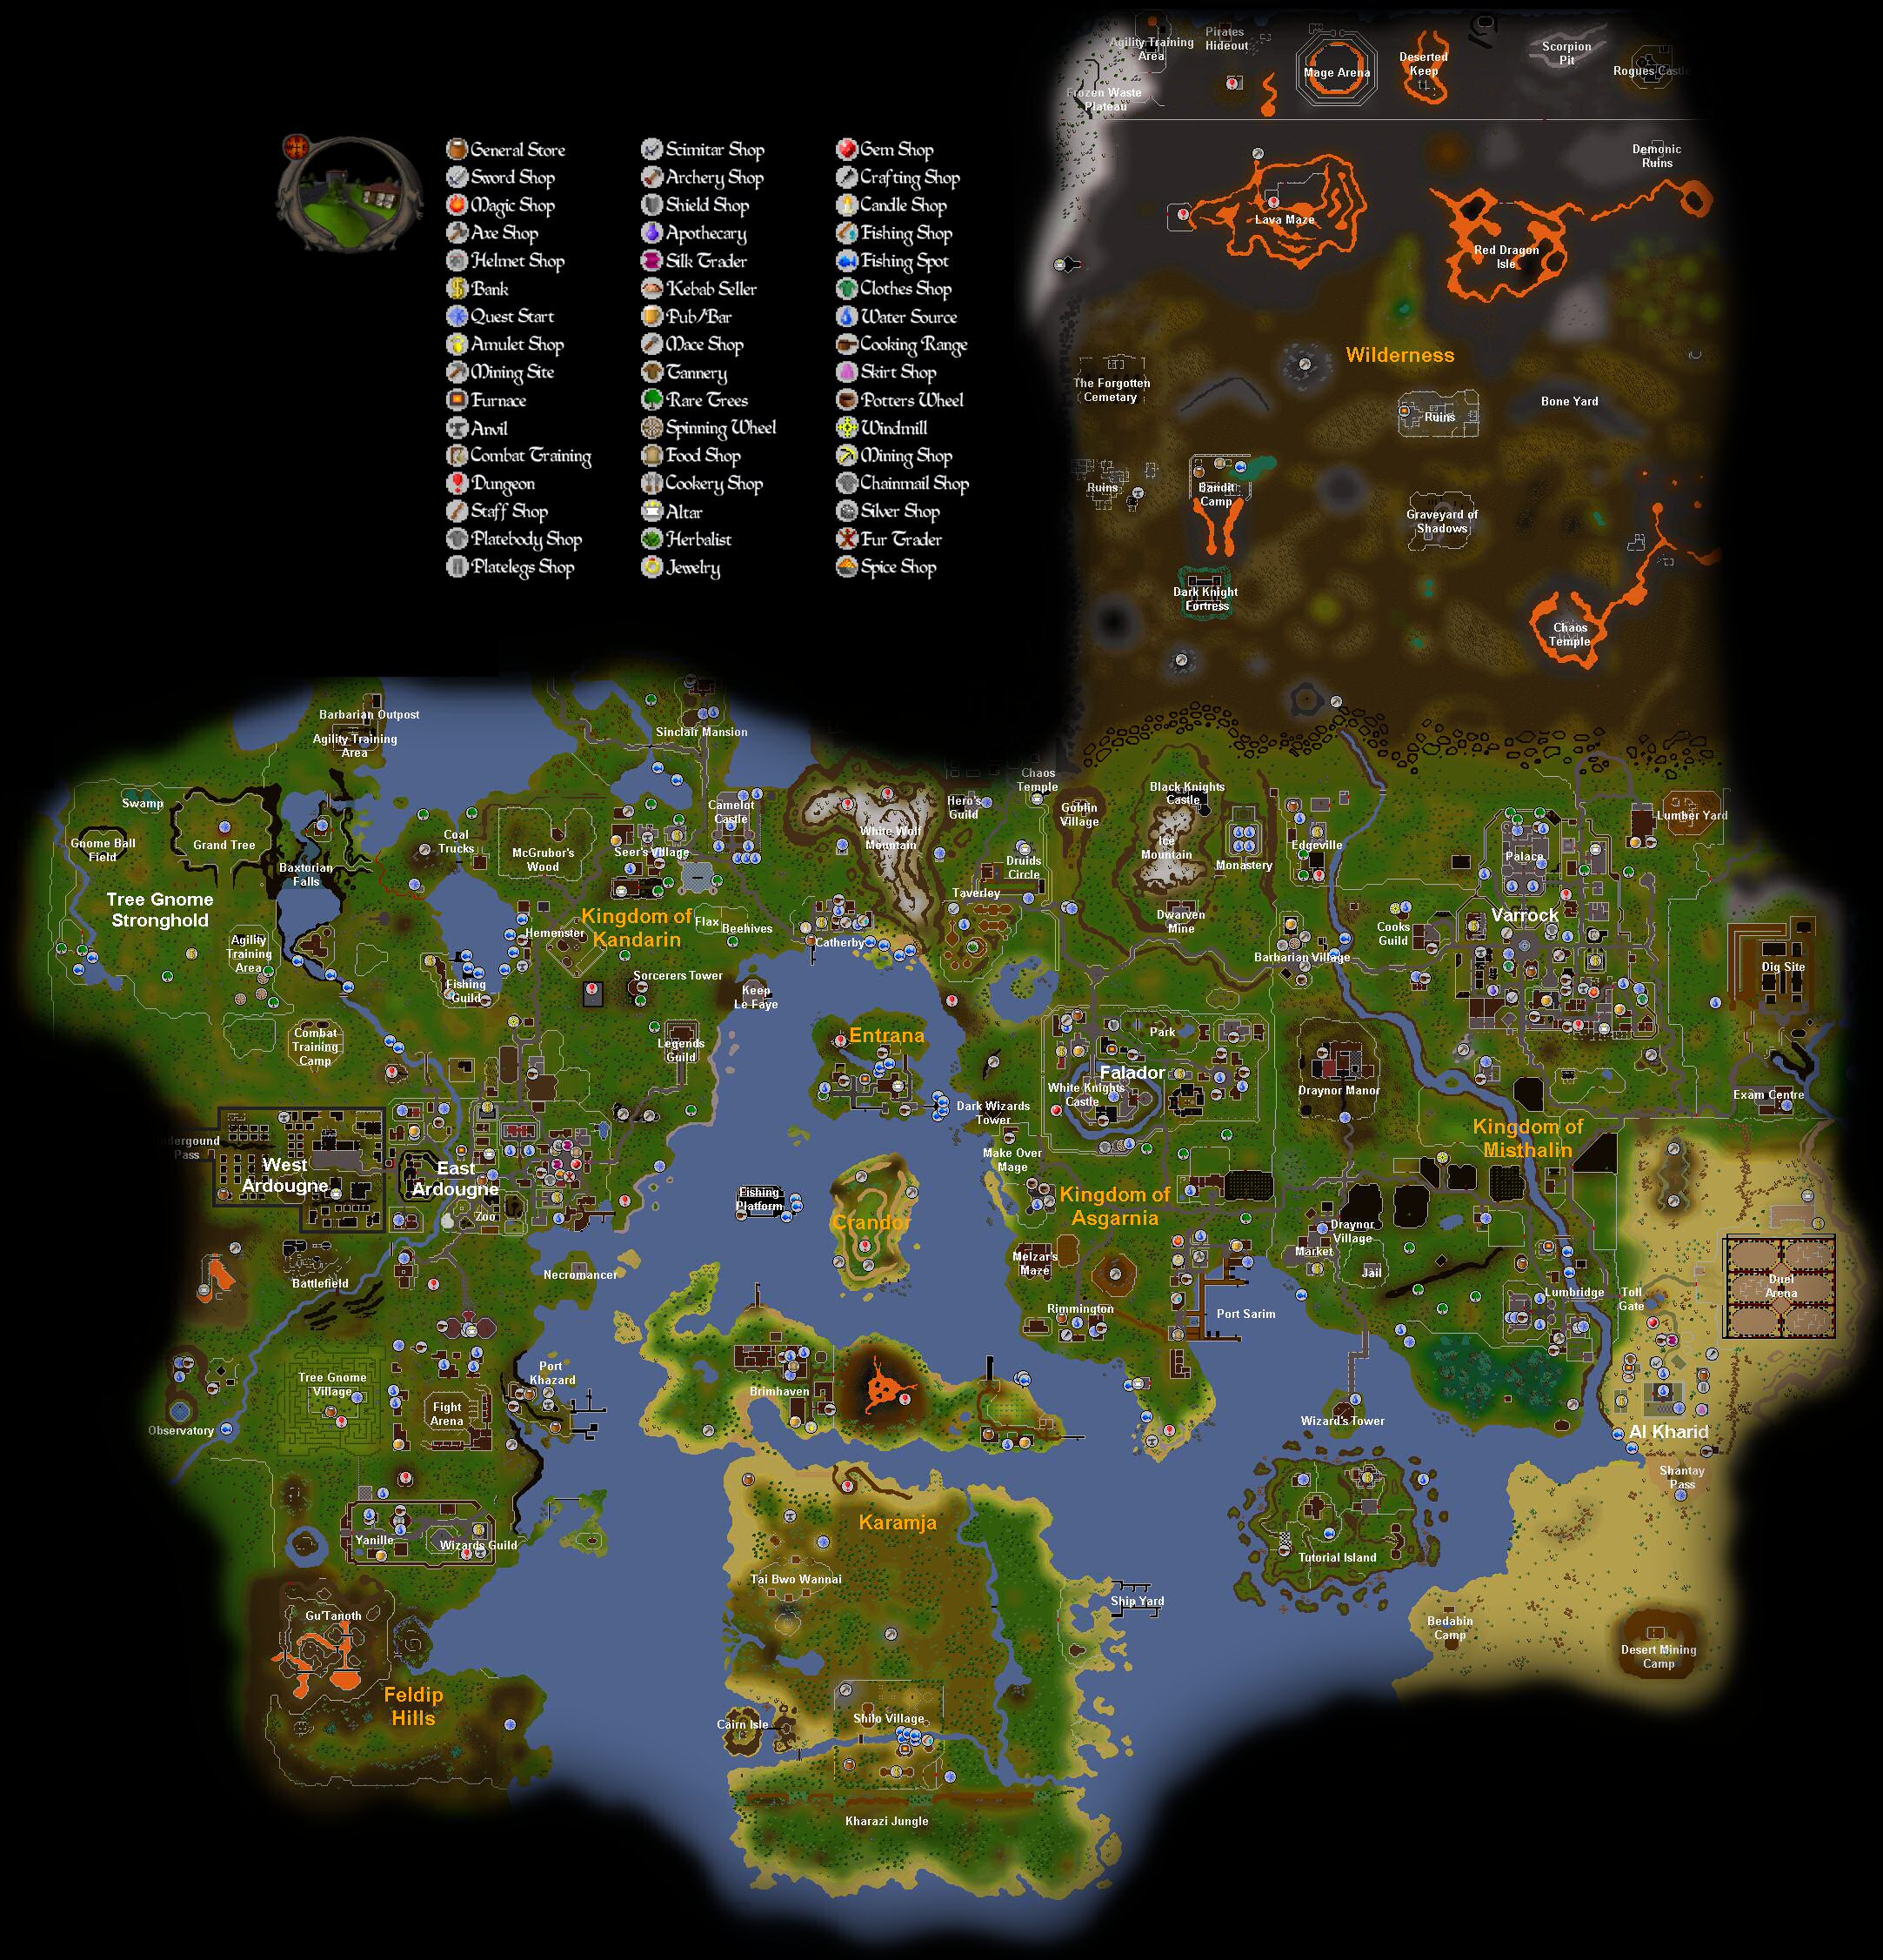 Agility Training
Area
Pirates
Hideout
Mage Arena
Deserted
Keep
Scorpion
Pit
Rogues Castle
Frozen Waste
Plateau
General Store
Sword Shop
Magic Shop
Axe Shop
Helmet Shop
Bank
Quest Start
Amulet Shop
Mining Site
Furnace
Anvil
Combat Training
Dungeon
Staff Shop
Platebody Shop
Platelegs Shop
Scimitar Shop
Archery Shop
Shield Shop
Apothecary
Silk Trader
Kebab Seller
Pub/Bar
Mace Shop
Tannery
Rare Trees
Spinning Wheel
Food Shop
Cookery Shop
Altar
Herbalist
Jewelry
Gem Shop
Crafting Shop
Candle Shop
Fishing Shop
Fishing Spot
Clothes Shop
Water Source
Cooking Range
Skirt Shop
Potters Wheel
Windmill
Mining Shop
Chainmail Shop
Silver Shop
Fur Trader
Spice Shop
Demonic
Ruins
Lava Maze
Red Dragon
Isle
Wilderness
The Forgotten
Cemetary
Ruins
Bone Yard
Ruins
Bandit
Camp
Graveyard of
Shadows
Dark Knight
Fortress
Chaos
Temple
Barbarian Outpost
Agility Training
Area
Sinclair Mansion
Swamp
Gnome Ball
Field
Grand Tree
Baxtorian
Falls
Coal
Trucks
McGrubor's
Wood
Seer's Village
Camelot
Castle
White Wolf
Mountain
Hero's
Guild
Chaos
Temple
Goblin
Village
Black Knights
Castle
Ice
Mountain
Monastery
Edgeville
Palace
Lumber Yard
Druids
Circle
Taverley
Tree Gnome
Stronghold
Kingdom of
Kandarin
Flax
Beehives
Hemenster
Catherby
Dwarven
Mine
Varrock
Cooks
Guild
Barbarian Village
Dig Site
Agility
Training
Area
Fishing
Guild
Sorcerers Tower
Keep
Le Faye
Combat
Training
Camp
Legends
Guild
Entrana
Park
Falador
White Knights
Castle
Draynor Manor
Exam Centre
Dark Wizards
Tower
Undergound
Pass
West
Ardougne
East
Ardougne
Zoo
Make Over
Mage
Kingdom of
Misthalin
Fishing
Platform
Crandor
Kingdom of
Asgarnia
Draynor
Village
Market
Jail
Melzar's
Maze
Battlefield
Necromancer
Rimmington
Port Sarim
Lumbridge
Toll
Gate
Duel
Arena
Tree Gnome
Village
Port
Khazard
Fight
Arena
Brimhaven
Observatory
Wizard's Tower
Al Kharid
Shantay
Pass
Yanille
Wizards Guild
Karamja
Tutorial Island
Tai Bwo Wannai
Ship Yard
Gu'Tanoth
Bedabin
Camp
Desert Mining
Camp
Feldip
Hills
Cairn Isle
Shilo Village
Kharazi Jungle